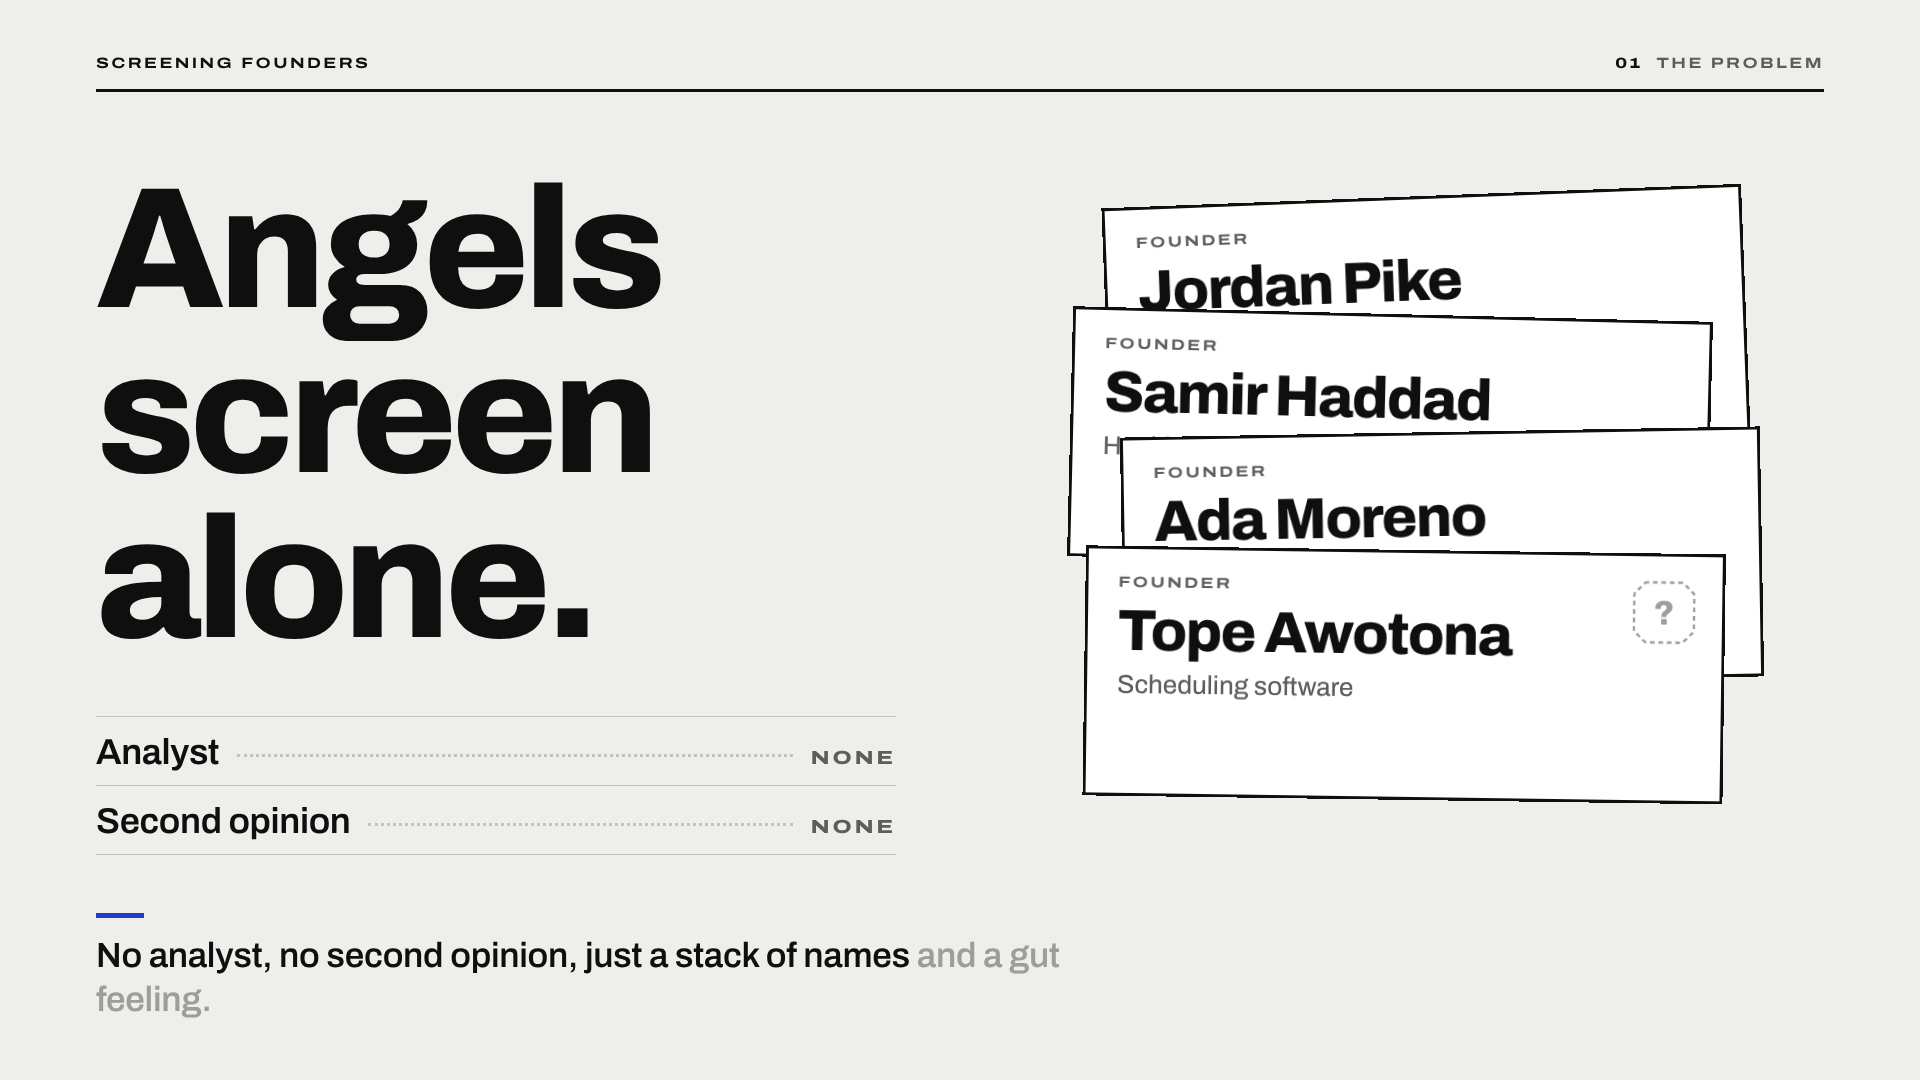 SCREENING FOUNDERS
01 THE PROBLEM
Angels
screen
alone.
Analyst NONE
Second opinion NONE
No analyst, no second opinion, just a stack of names and a gut
feeling.
FOUNDER
Jordan Pike
FOUNDER
Samir Haddad
FOUNDER
Ada Moreno
FOUNDER
Tope Awotona
?
Scheduling software